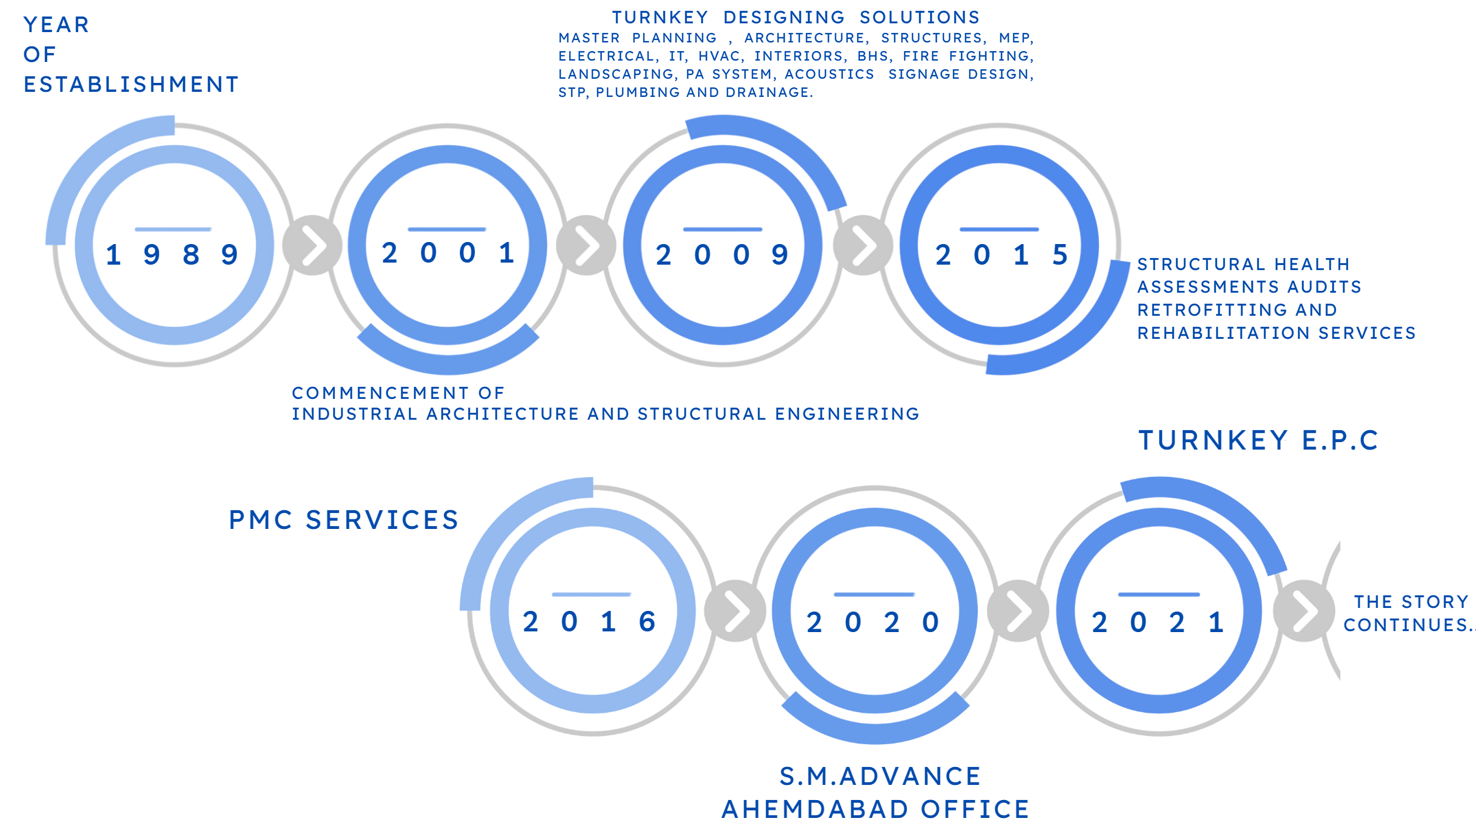 YEAR
OF
ESTABLISHMENT
TURNKEY DESIGNING SOLUTIONS
MASTER PLANNING , ARCHITECTURE, STRUCTURES, MEP,
ELECTRICAL, IT, HVAC, INTERIORS, BHS, FIRE FIGHTING,
LANDSCAPING, PA SYSTEM, ACOUSTICS SIGNAGE DESIGN,
STP, PLUMBING AND DRAINAGE.
1989
2001
2009
2015
STRUCTURAL HEALTH
ASSESSMENTS AUDITS
RETROFITTING AND
REHABILITATION SERVICES
COMMENCEMENT OF
INDUSTRIAL ARCHITECTURE AND STRUCTURAL ENGINEERING
TURNKEY E.P.C
PMC SERVICES
2016
2020
2021
THE STORY
CONTINUES..
S.M.ADVANCE
AHEMDABAD OFFICE